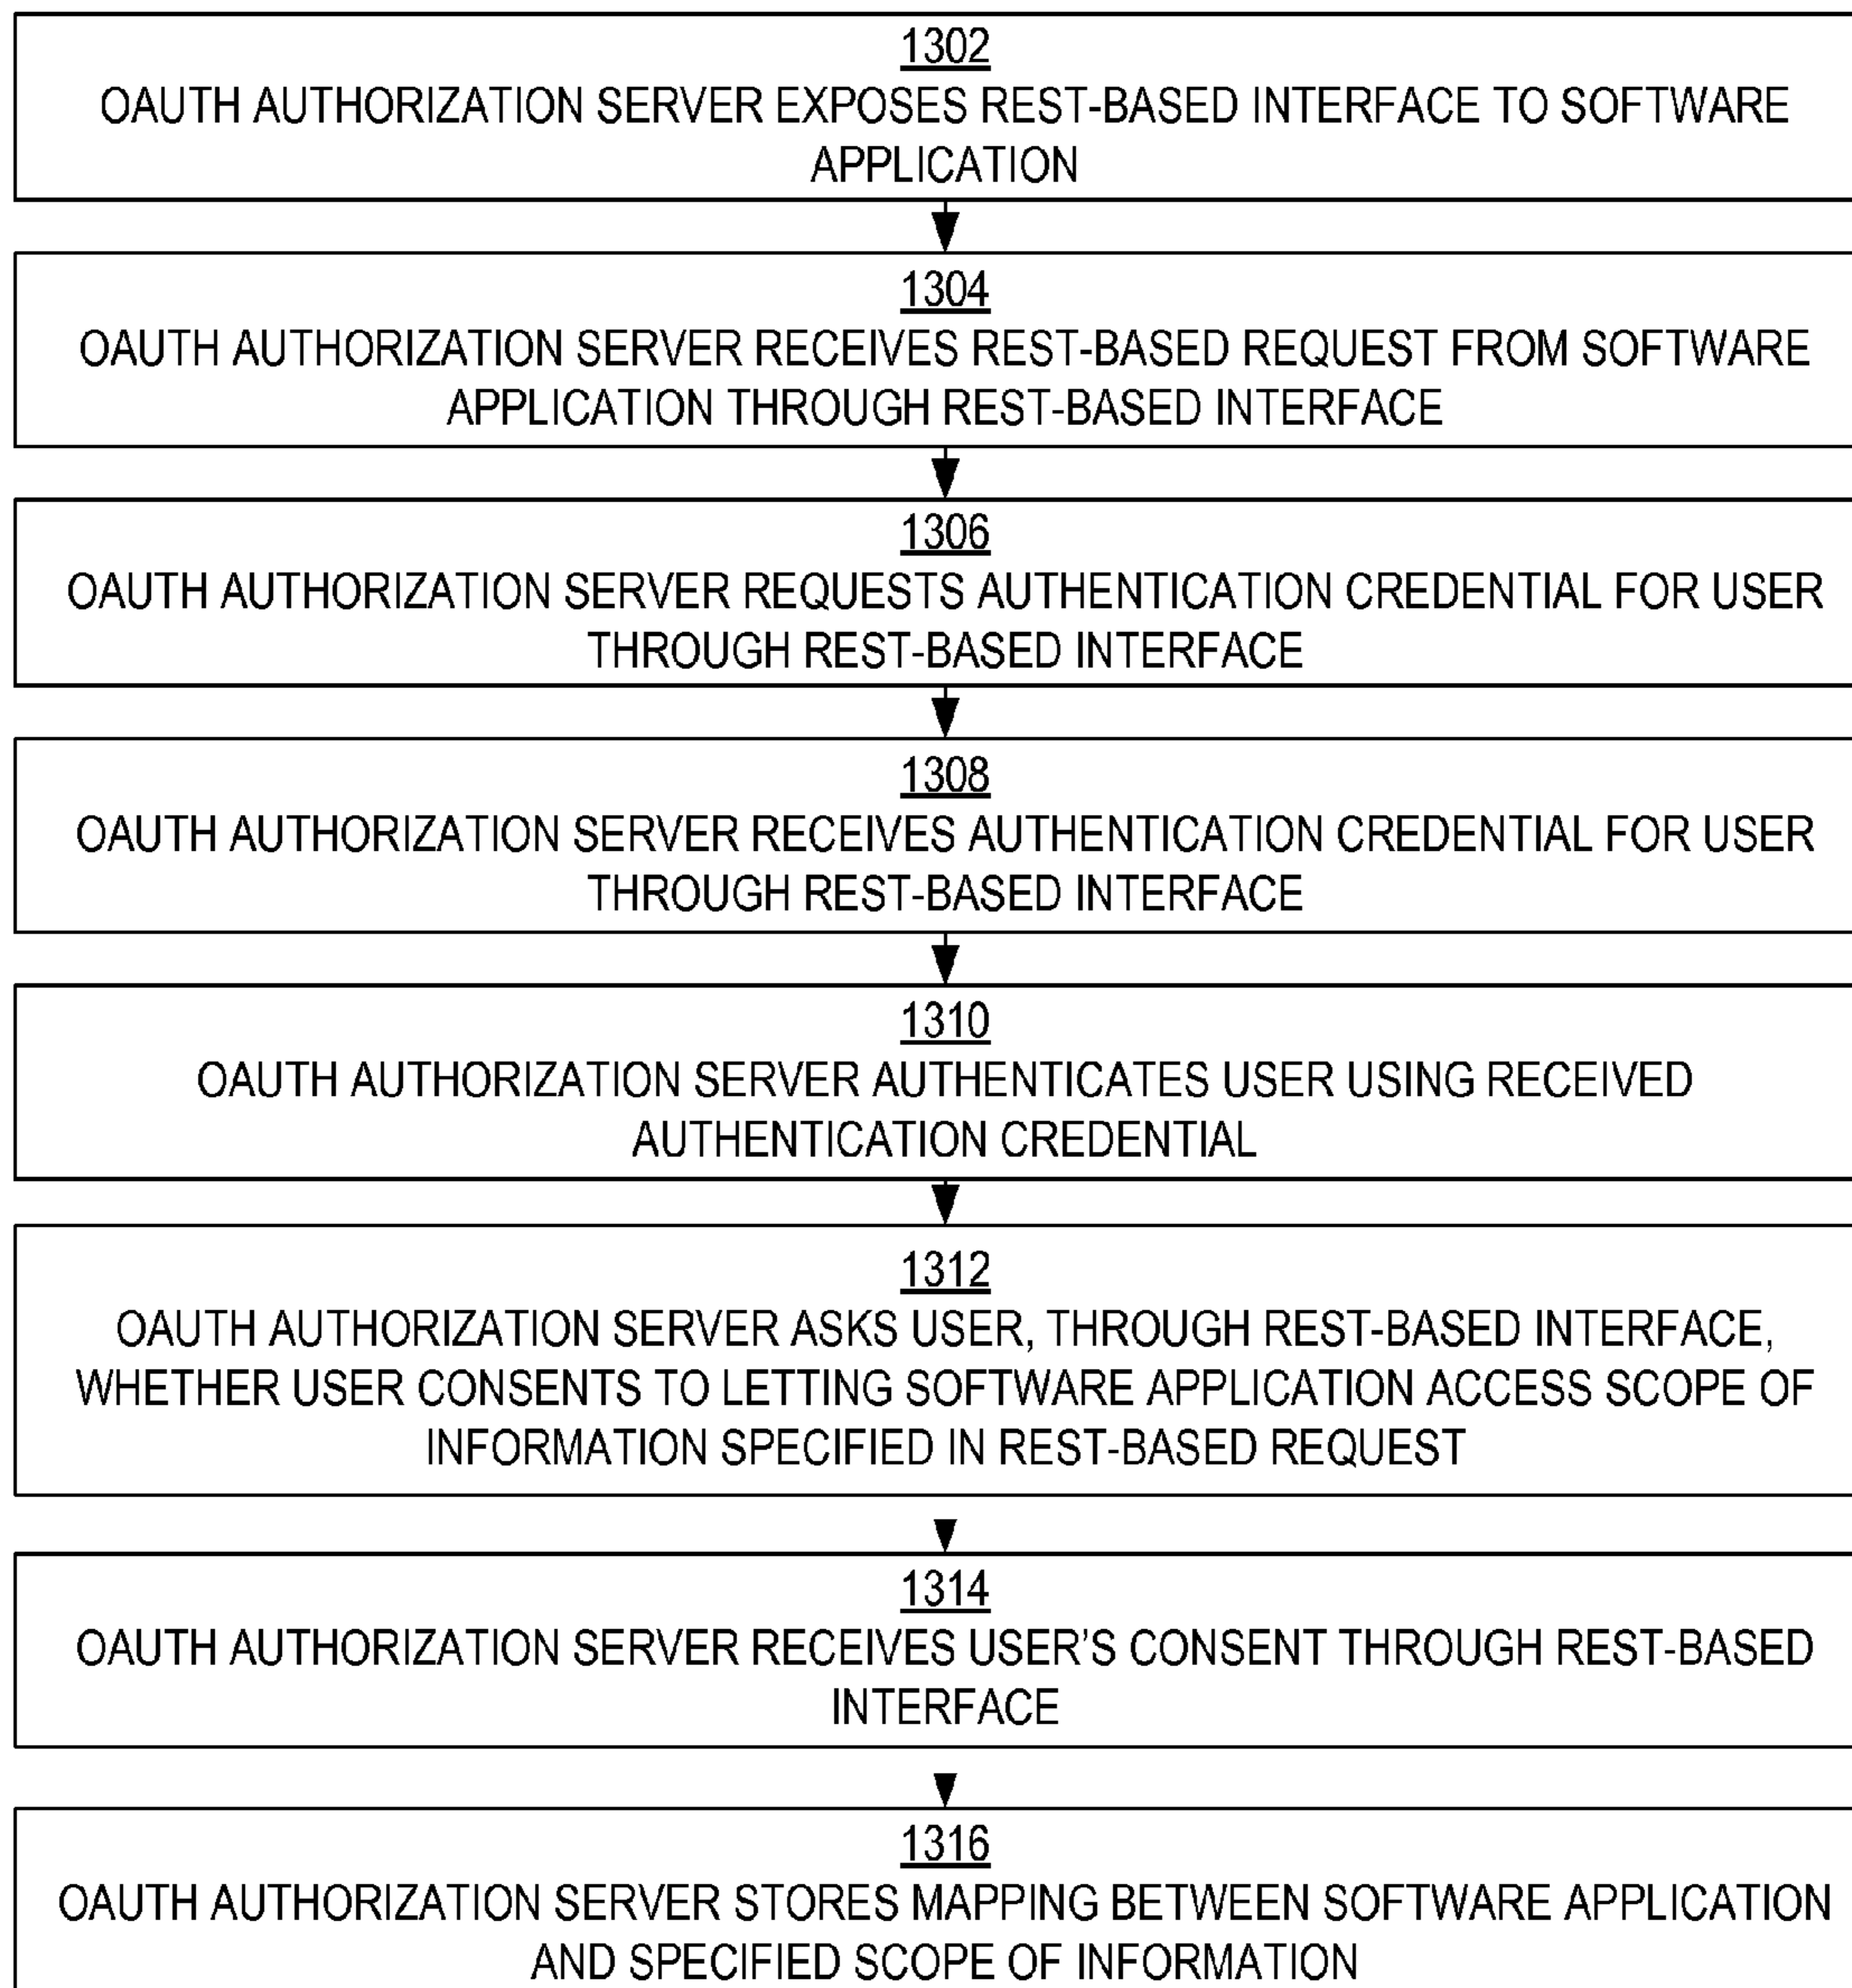 1302
OAUTH AUTHORIZATION SERVER EXPOSES REST-BASED INTERFACE TO SOFTWARE
APPLICATION
1304
OAUTH AUTHORIZATION SERVER RECEIVES REST-BASED REQUEST FROM SOFTWARE
APPLICATION THROUGH REST-BASED INTERFACE
1306
OAUTH AUTHORIZATION SERVER REQUESTS AUTHENTICATION CREDENTIAL FOR USER
THROUGH REST-BASED INTERFACE
1308
OAUTH AUTHORIZATION SERVER RECEIVES AUTHENTICATION CREDENTIAL FOR USER
THROUGH REST-BASED INTERFACE
1310
OAUTH AUTHORIZATION SERVER AUTHENTICATES USER USING RECEIVED
AUTHENTICATION CREDENTIAL
1312
OAUTH AUTHORIZATION SERVER ASKS USER, THROUGH REST-BASED INTERFACE,
WHETHER USER CONSENTS TO LETTING SOFTWARE APPLICATION ACCESS SCOPE OF
INFORMATION SPECIFIED IN REST-BASED REQUEST
1314
OAUTH AUTHORIZATION SERVER RECEIVES USER'S CONSENT THROUGH REST-BASED
INTERFACE
1316
OAUTH AUTHORIZATION SERVER STORES MAPPING BETWEEN SOFTWARE APPLICATION
AND SPECIFIED SCOPE OF INFORMATION